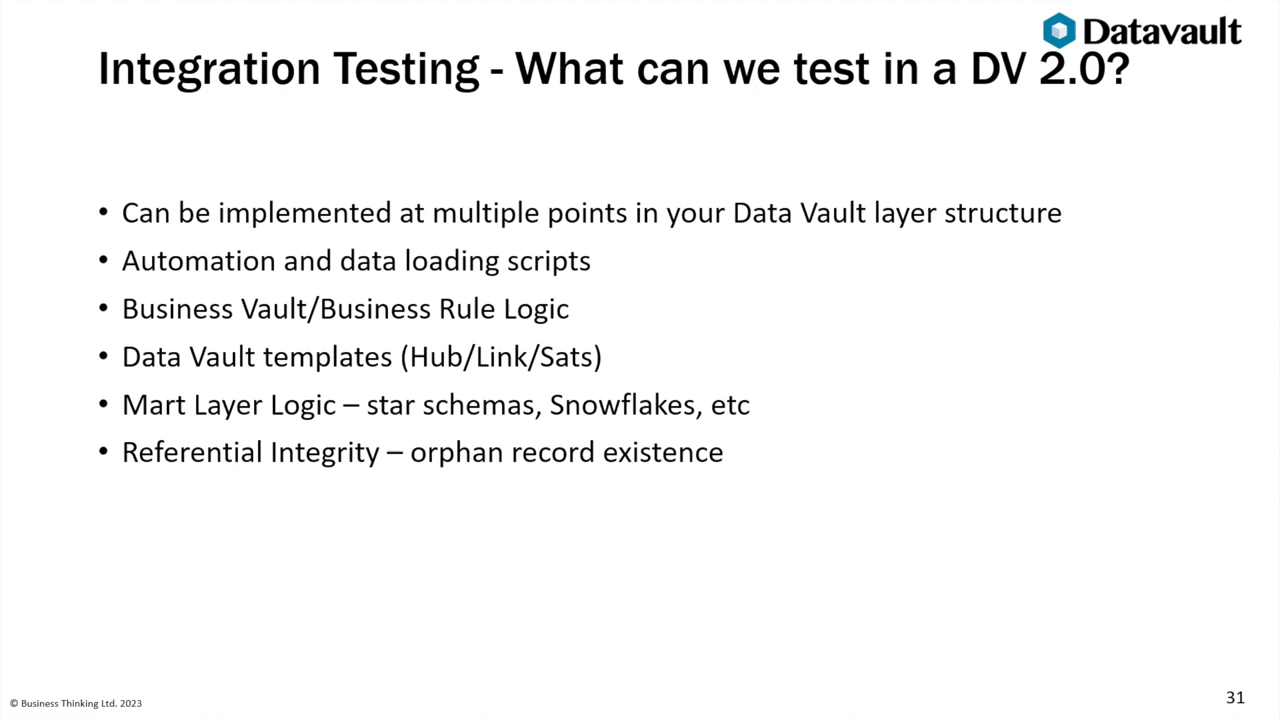 Datavault
Integration Testing - What can we test in a DV 2.0?
• Can be implemented at multiple points in your Data Vault layer structure
• Automation and data loading scripts
• Business Vault/Business Rule Logic
• Data Vault templates (Hub/Link/Sats)
• Mart Layer Logic – star schemas, Snowflakes, etc
• Referential Integrity – orphan record existence
© Business Thinking Ltd. 2023
31